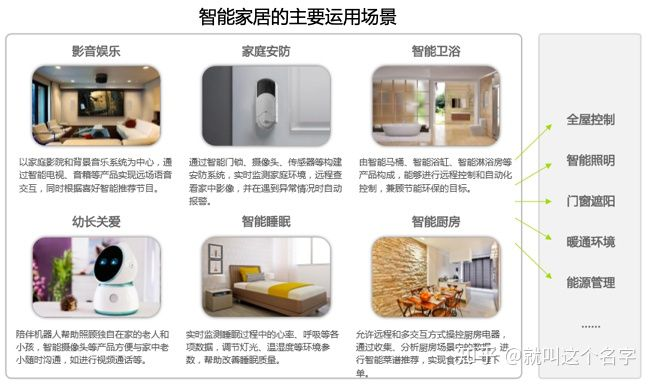 智能家居的主要运用场景
影音娱乐
以家庭影院和背景音乐系统为中心，通
过智能电视、音箱等产品实现远场语音
交互，同时根据喜好智能推荐节目。
家庭安防
通过智能门锁、摄像头、传感器等构建
安防系统，实时监测家庭环境，远程查
看家中影像，并在遇到异常情况时自动
报警。
智能卫浴
由智能马桶、智能浴缸、智能淋浴房等
产品构成，能够进行远程控制和自动化
控制，兼顾节能环保的目标。
幼长关爱
陪伴机器人帮助照顾独自在家的老人和
小孩，智能摄像头等产品方便与家中老
小随时沟通，如进行视频通话等。
智能睡眠
实时监测睡眠过程中的心率、呼吸等各
项数据，调节灯光、温湿度等环境参
数，帮助改善睡眠质量。
智能厨房
允许远程和多交互方式操控厨房电器，
通过收集、分析厨房场景中的数据，进
行智能菜谱推荐，实现食材的一键下
单。
全屋控制
智能照明
门窗遮阳
暖通环境
能源管理
......
知乎 @就叫这个名字